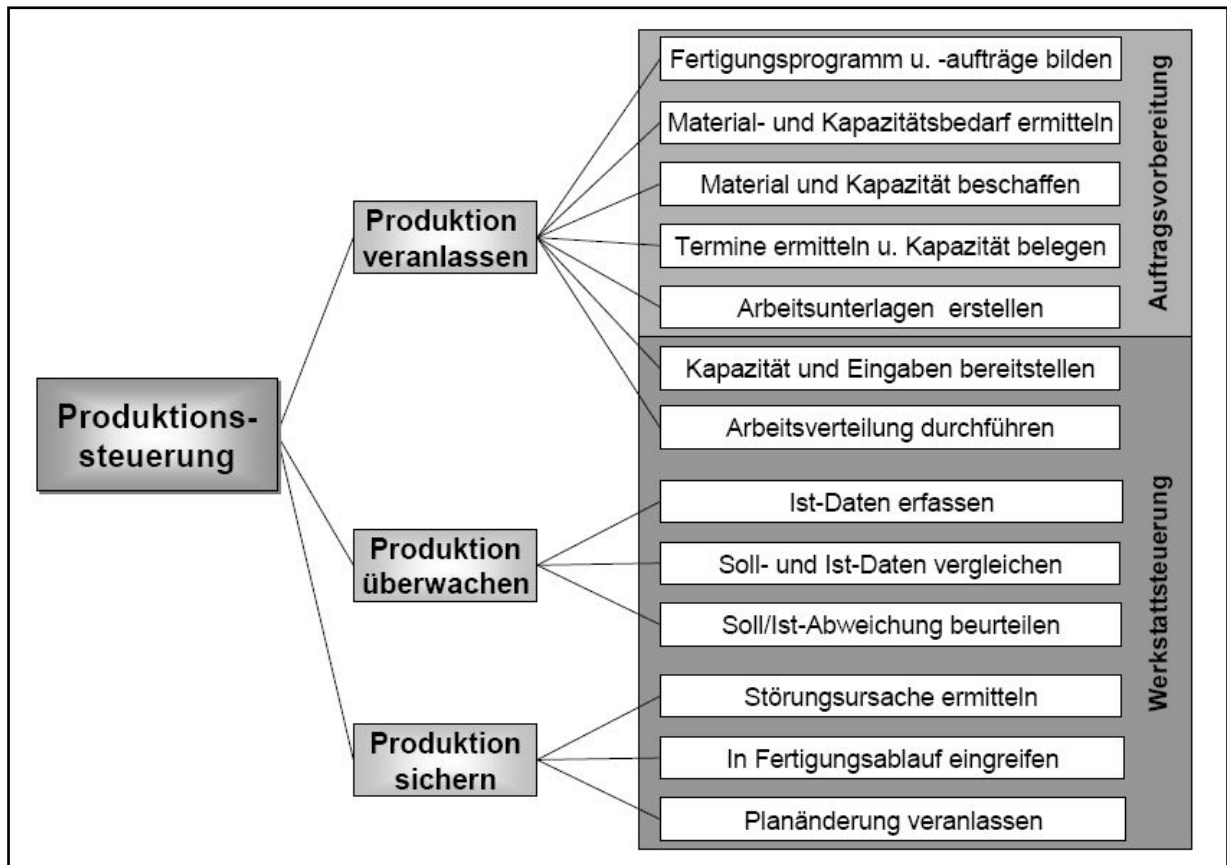 Produktions-
steuerung
Produktion
veranlassen
Fertigungsprogramm u. -aufträge bilden
Material- und Kapazitätsbedarf ermitteln
Material und Kapazität beschaffen
Termine ermitteln u. Kapazität belegen
Arbeitsunterlagen erstellen
Kapazität und Eingaben bereitstellen
Arbeitsverteilung durchführen
Produktion
überwachen
Ist-Daten erfassen
Soll- und Ist-Daten vergleichen
Soll/Ist-Abweichung beurteilen
Produktion
sichern
Störungsursache ermitteln
In Fertigungsablauf eingreifen
Planänderung veranlassen
Auftragsvorbereitung
Werkstattsteuerung